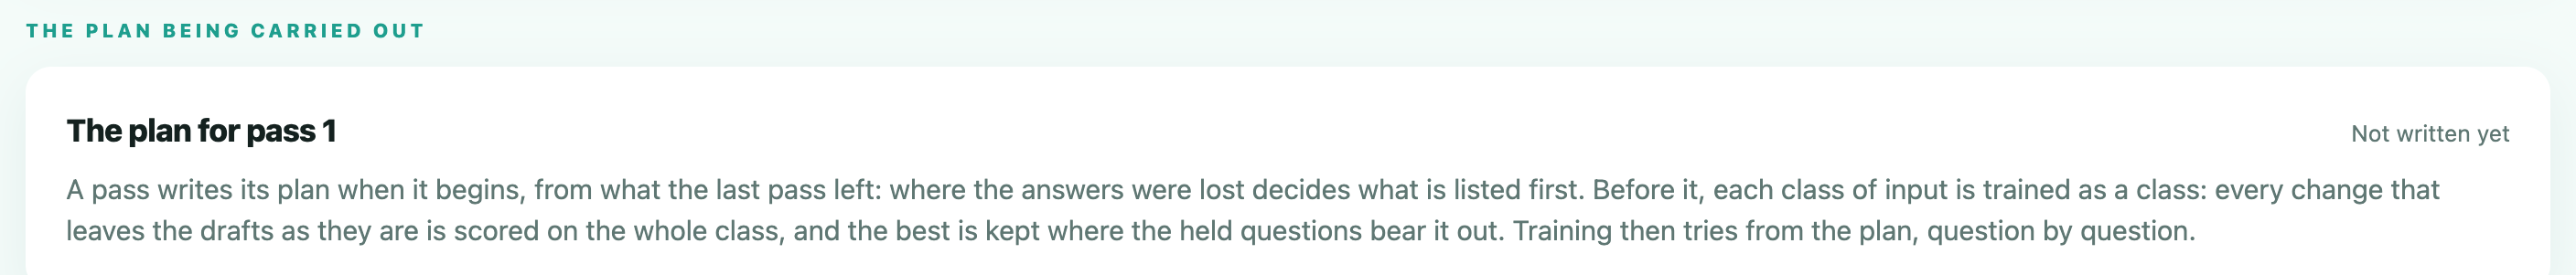 THE PLAN BEING CARRIED OUT
The plan for pass 1
Not written yet
A pass writes its plan when it begins, from what the last pass left: where the answers were lost decides what is listed first. Before it, each class of input is trained as a class: every change that
leaves the drafts as they are is scored on the whole class, and the best is kept where the held questions bear it out. Training then tries from the plan, question by question.